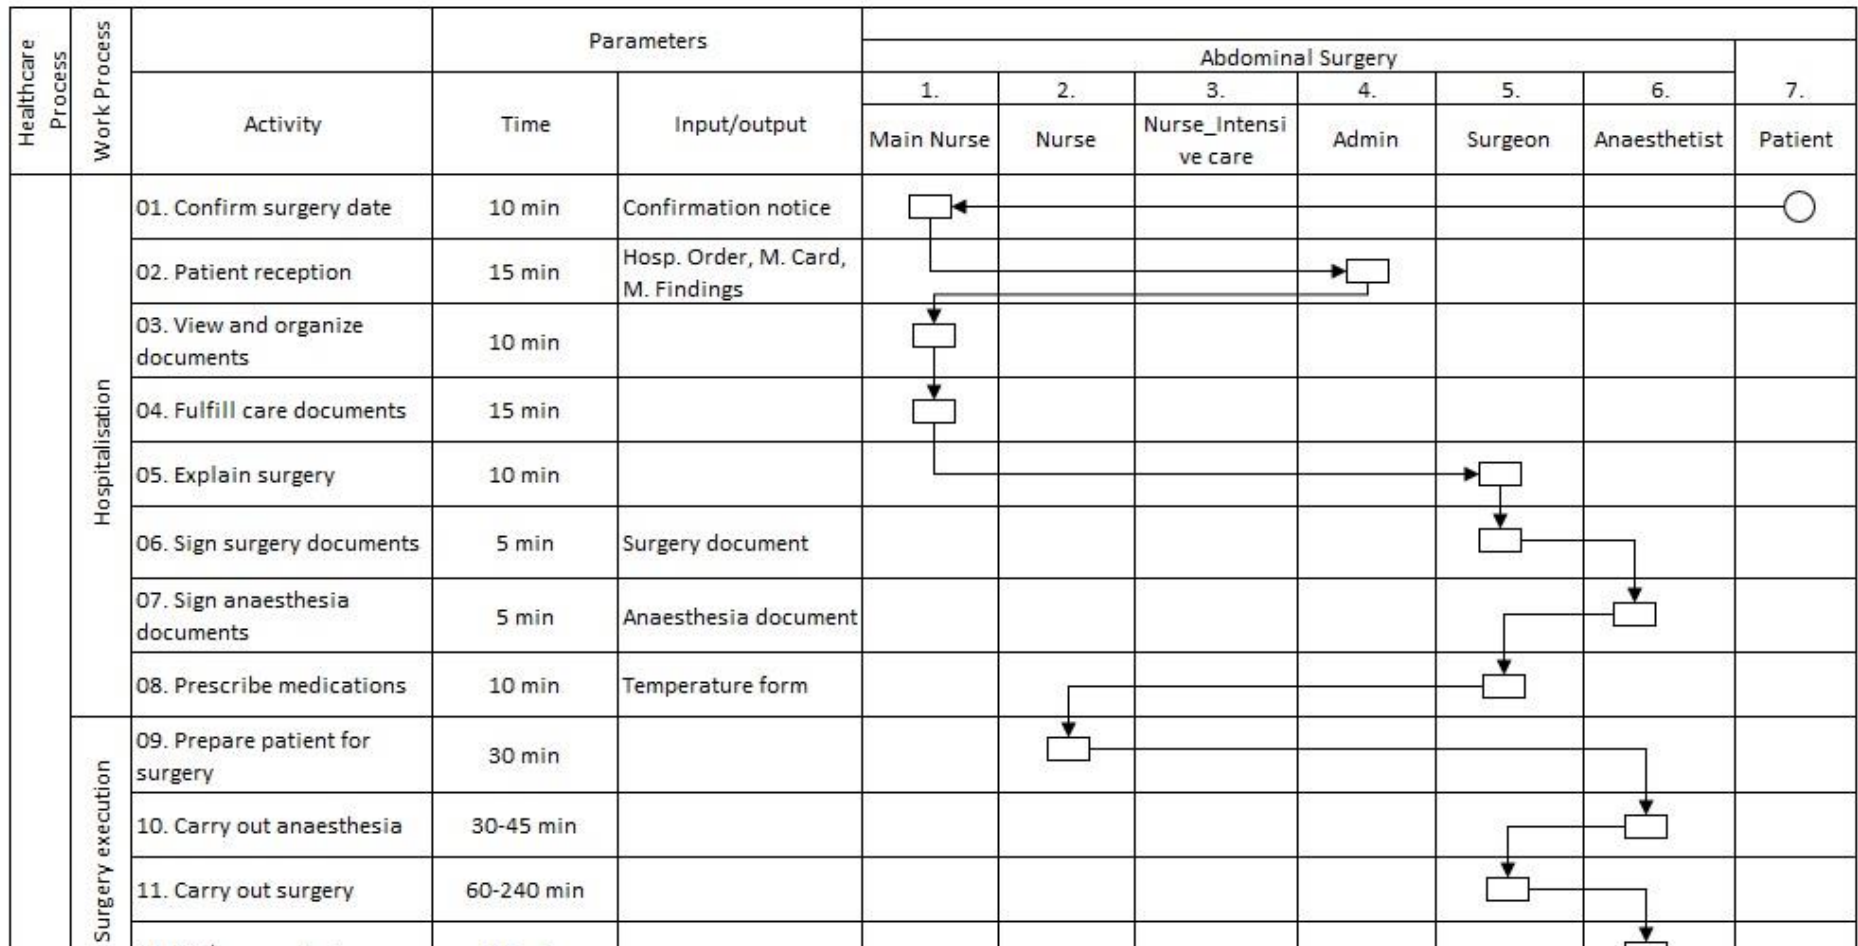 Healthcare
Process
Work Process
Parameters
Abdominal Surgery
Activity
Time
Input/output
1.
2.
3.
4.
5.
6.
7.
Main Nurse
Nurse
Nurse_Intensi
ve care
Admin
Surgeon
Anaesthetist
Patient
Hospitalisation
01. Confirm surgery date
10 min
Confirmation notice
02. Patient reception
15 min
Hosp. Order, M. Card,
M. Findings
03. View and organize
documents
10 min
04. Fulfill care documents
15 min
05. Explain surgery
10 min
06. Sign surgery documents
5 min
Surgery document
07. Sign anaesthesia
documents
5 min
Anaesthesia document
08. Prescribe medications
10 min
Temperature form
Surgery execution
09. Prepare patient for
surgery
30 min
10. Carry out anaesthesia
30-45 min
11. Carry out surgery
60-240 min